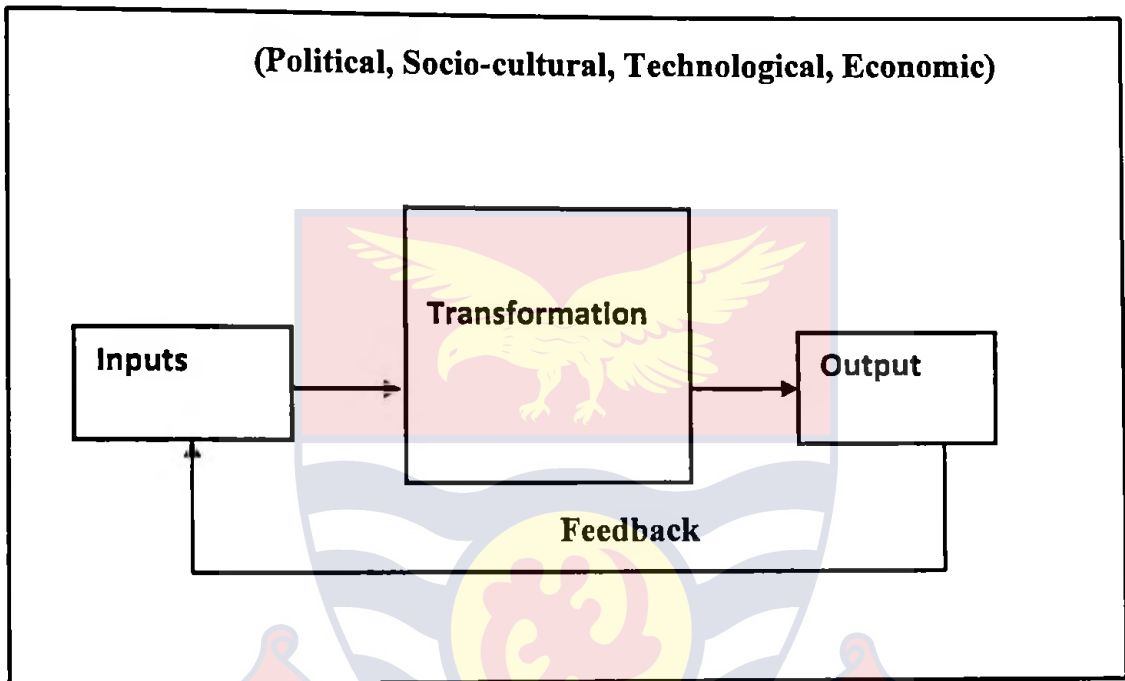 (Political, Socio-cultural, Technological, Economic)
Transformation
Inputs
Output
Feedback